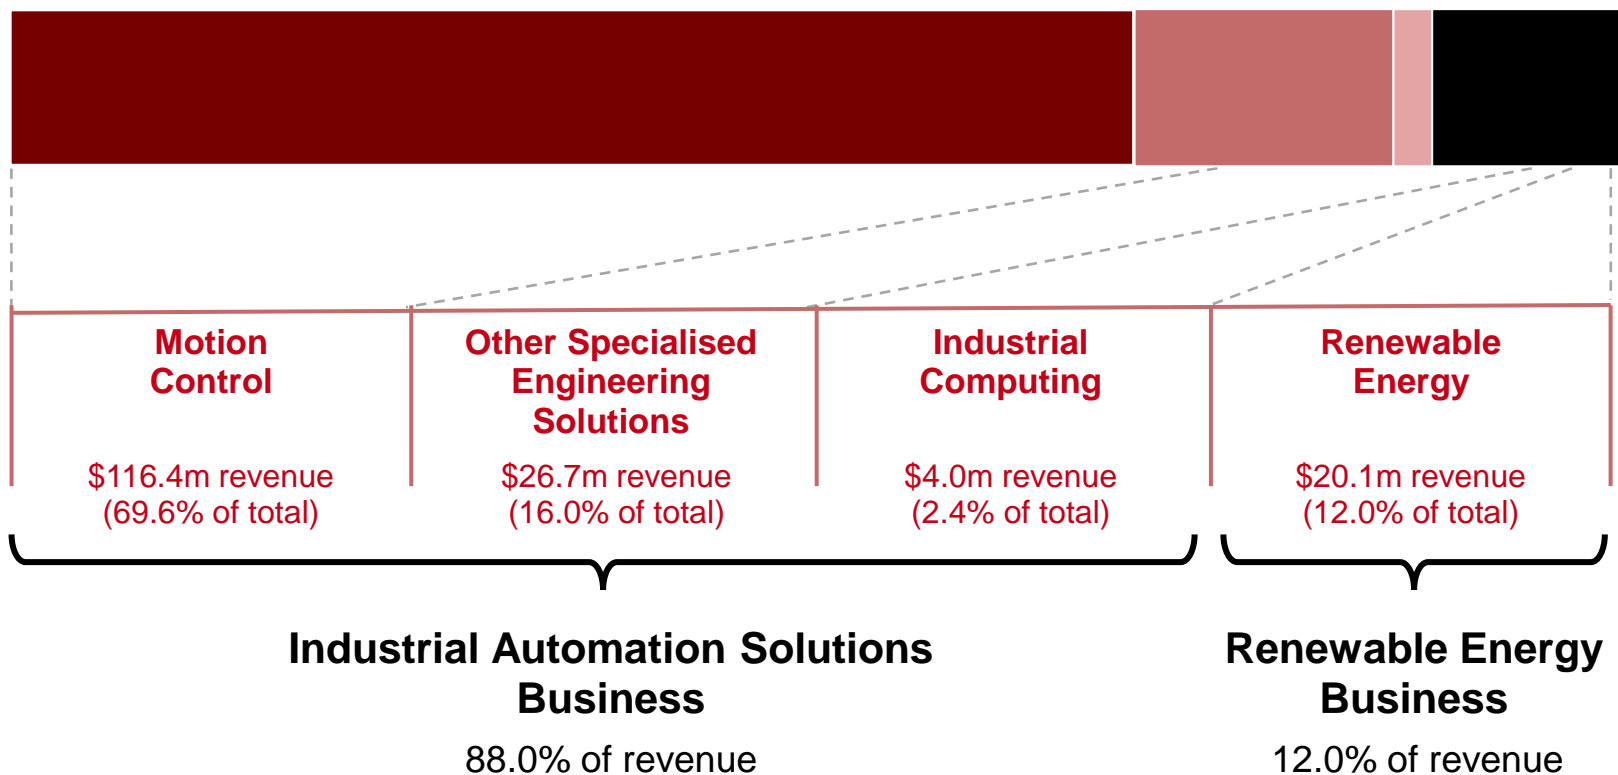 Motion
Control
$116.4m revenue
(69.6% of total)
Other Specialised
Engineering
Solutions
$26.7m revenue
(16.0% of total)
Industrial
Computing
$4.0m revenue
(2.4% of total)
Renewable
Energy
$20.1m revenue
(12.0% of total)
Industrial Automation Solutions
Business
88.0% of revenue
Renewable Energy
Business
12.0% of revenue